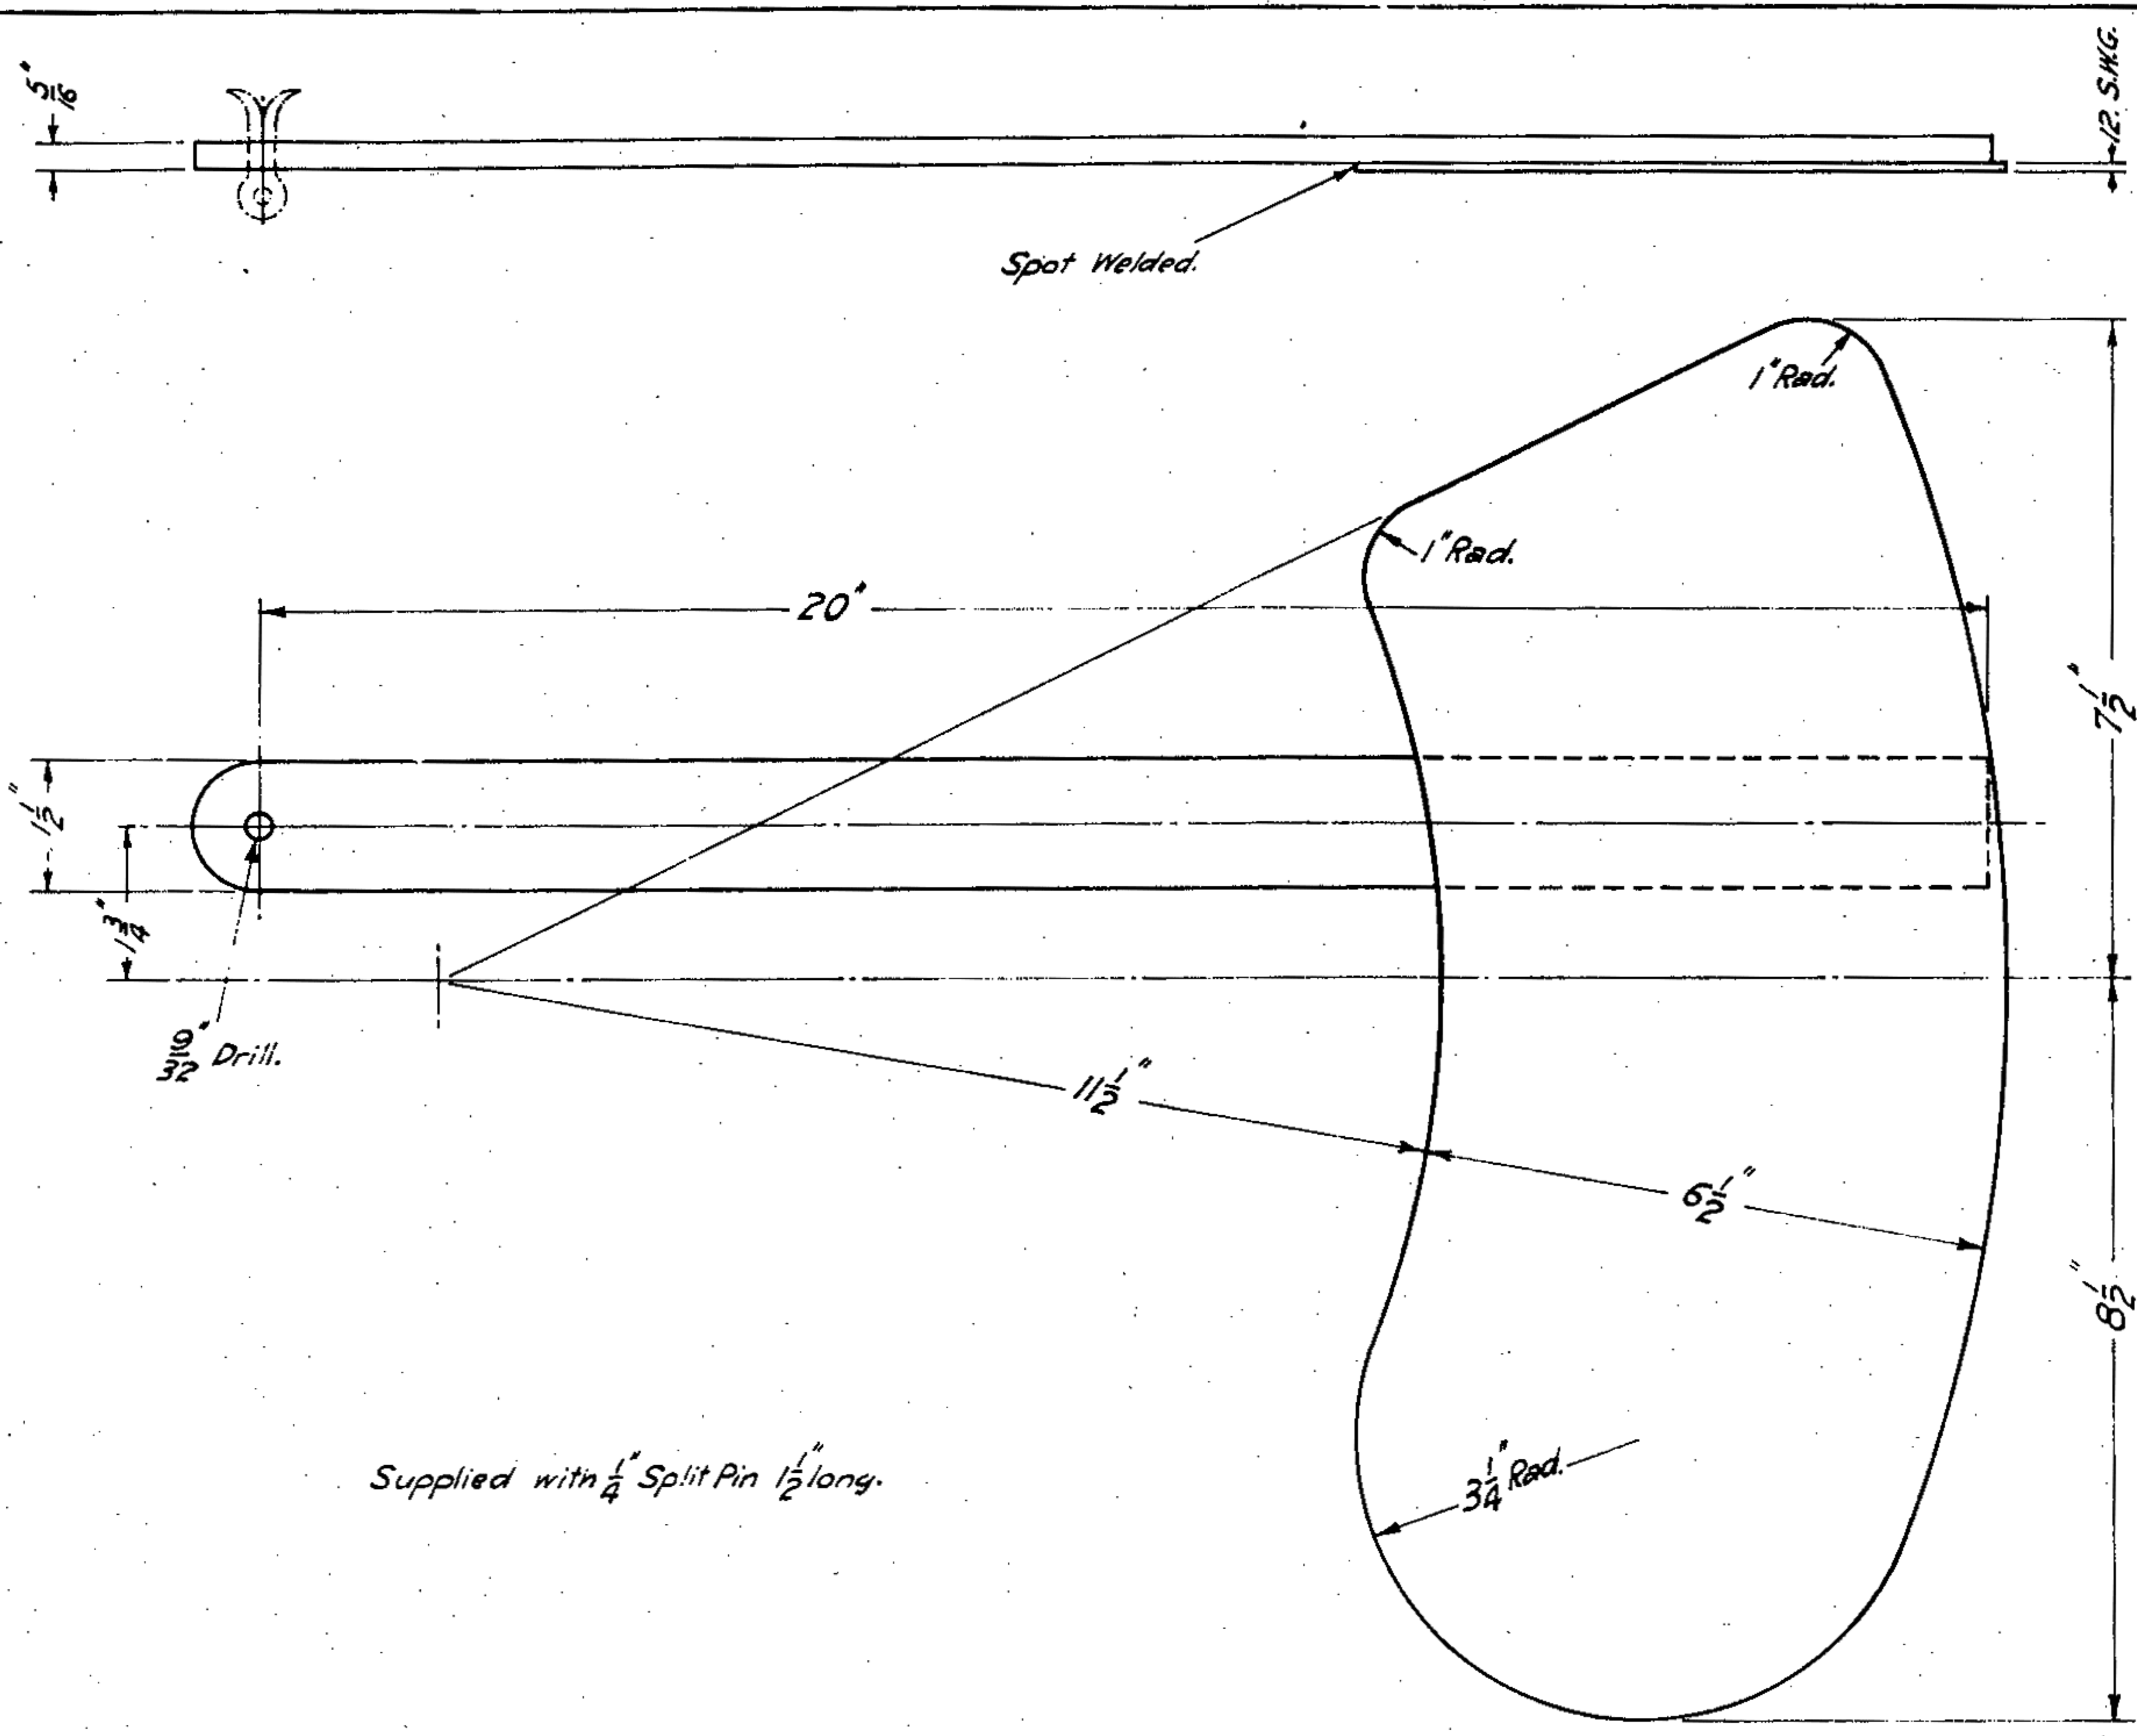 5/16"
12. S.W.G.
Spot Welded.
1" Rad.
1" Rad.
20"
7 1/2"
1 1/2"
1 3/4"
9/32" Drill.
11 1/2"
6 1/2"
8 1/2"
3 1/4" Rad.
Supplied with 1/4" Split Pin 1 1/2" long.